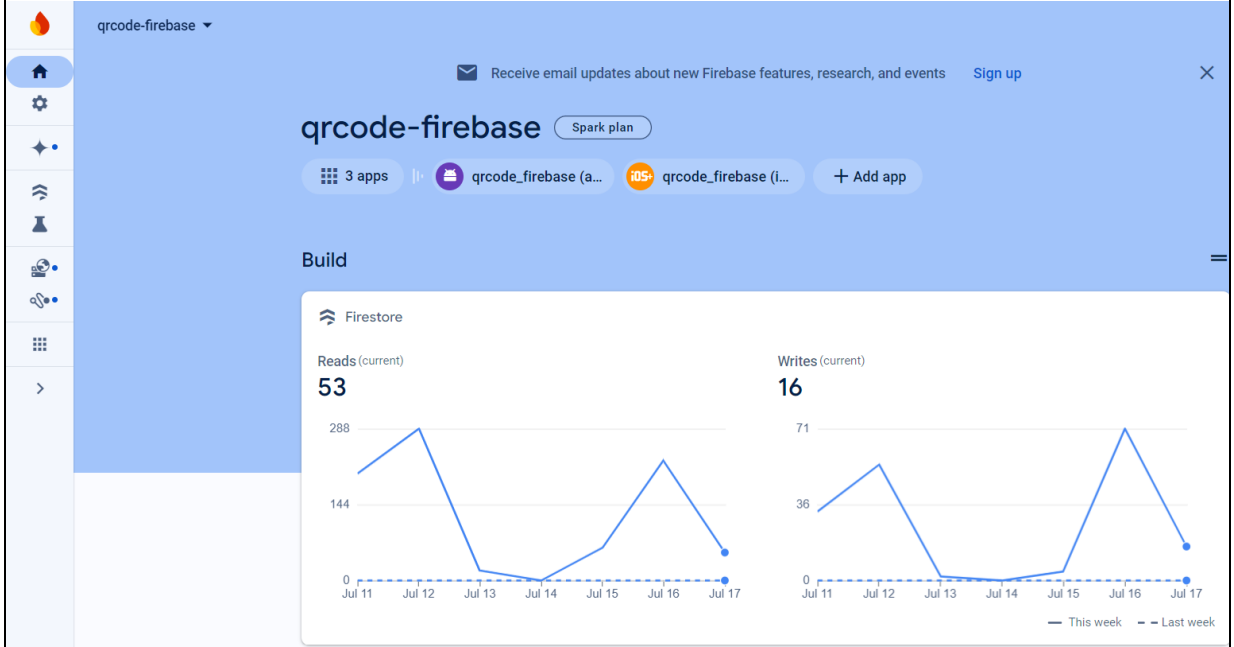 qrcode-firebase
Receive email updates about new Firebase features, research, and events Sign up
qrcode-firebase Spark plan
3 apps qrcode_firebase (a... iOS+ qrcode_firebase (i... + Add app
Build
Firestore
Reads (current)
53
288
144
0
Jul 11 Jul 12 Jul 13 Jul 14 Jul 15 Jul 16 Jul 17
Writes (current)
16
71
36
0
Jul 11 Jul 12 Jul 13 Jul 14 Jul 15 Jul 16 Jul 17
This week Last week